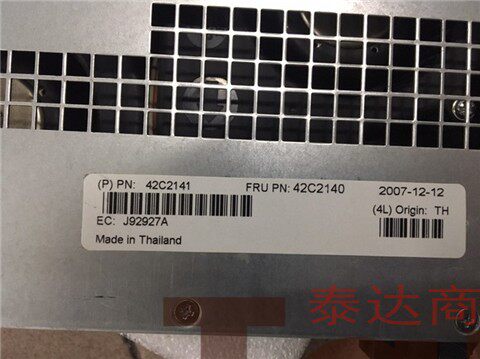 (P) PN: 42C2141 FRU PN: 42C2140 2007-12-12
EC: J92927A (4L) Origin: TH
Made in Thailand
泰达商